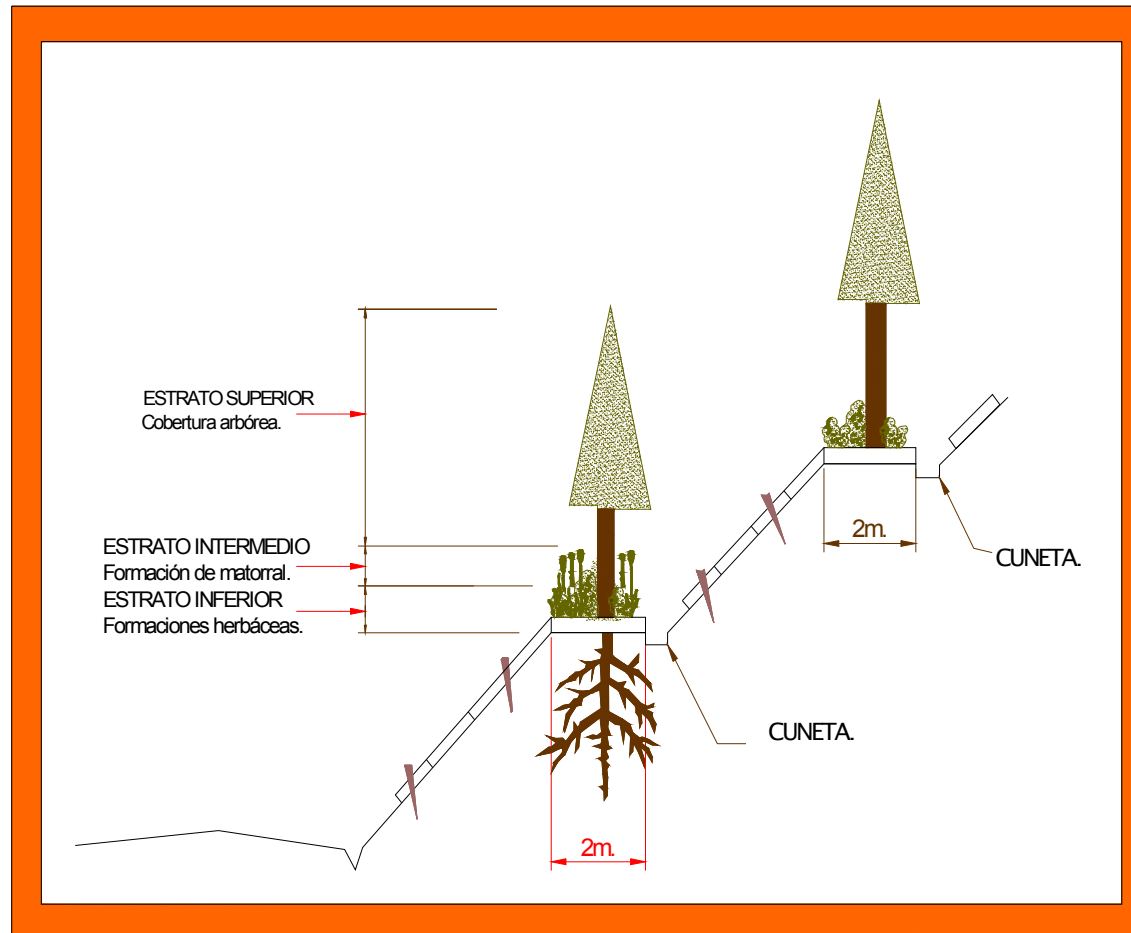 ESTRATO SUPERIOR
Cobertura arbórea.
ESTRATO INTERMEDIO
Formación de matorral.
ESTRATO INFERIOR
Formaciones herbáceas.
2m.
CUNETA.
CUNETA.
2m.